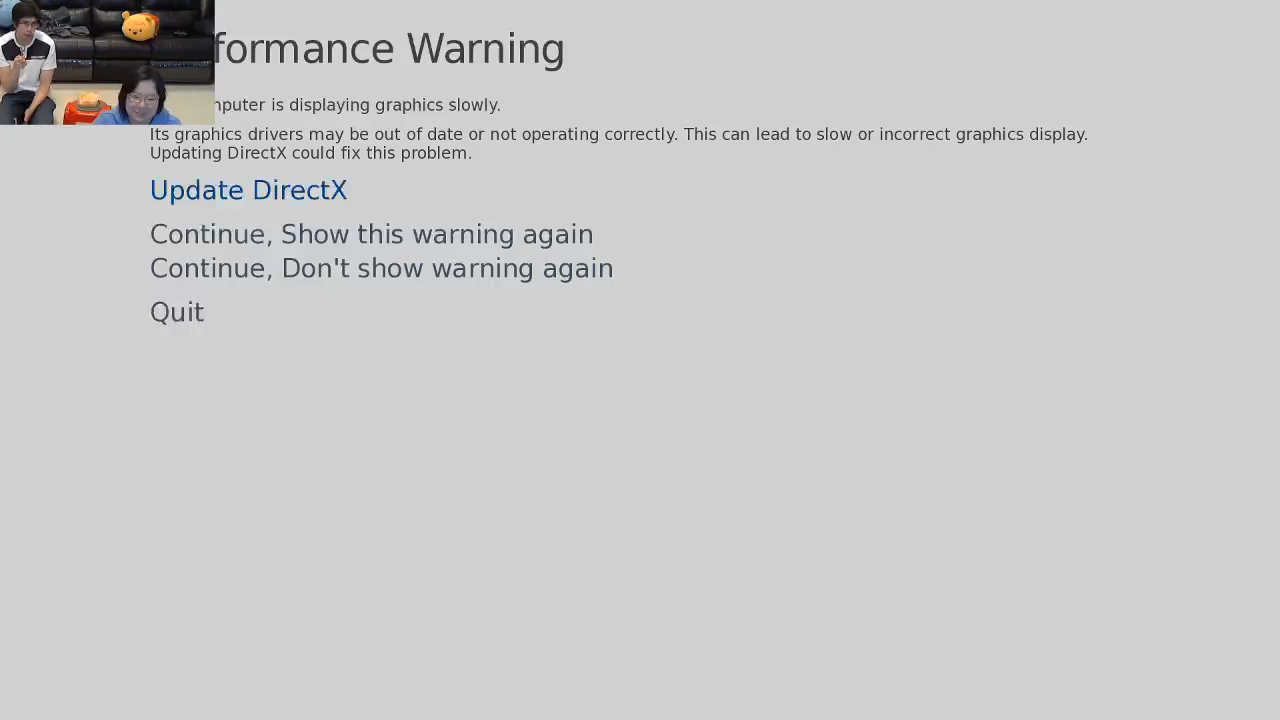 formance Warning
mputer is displaying graphics slowly.
Its graphics drivers may be out of date or not operating correctly. This can lead to slow or incorrect graphics display.
Updating DirectX could fix this problem.
Update DirectX
Continue, Show this warning again
Continue, Don't show warning again
Quit